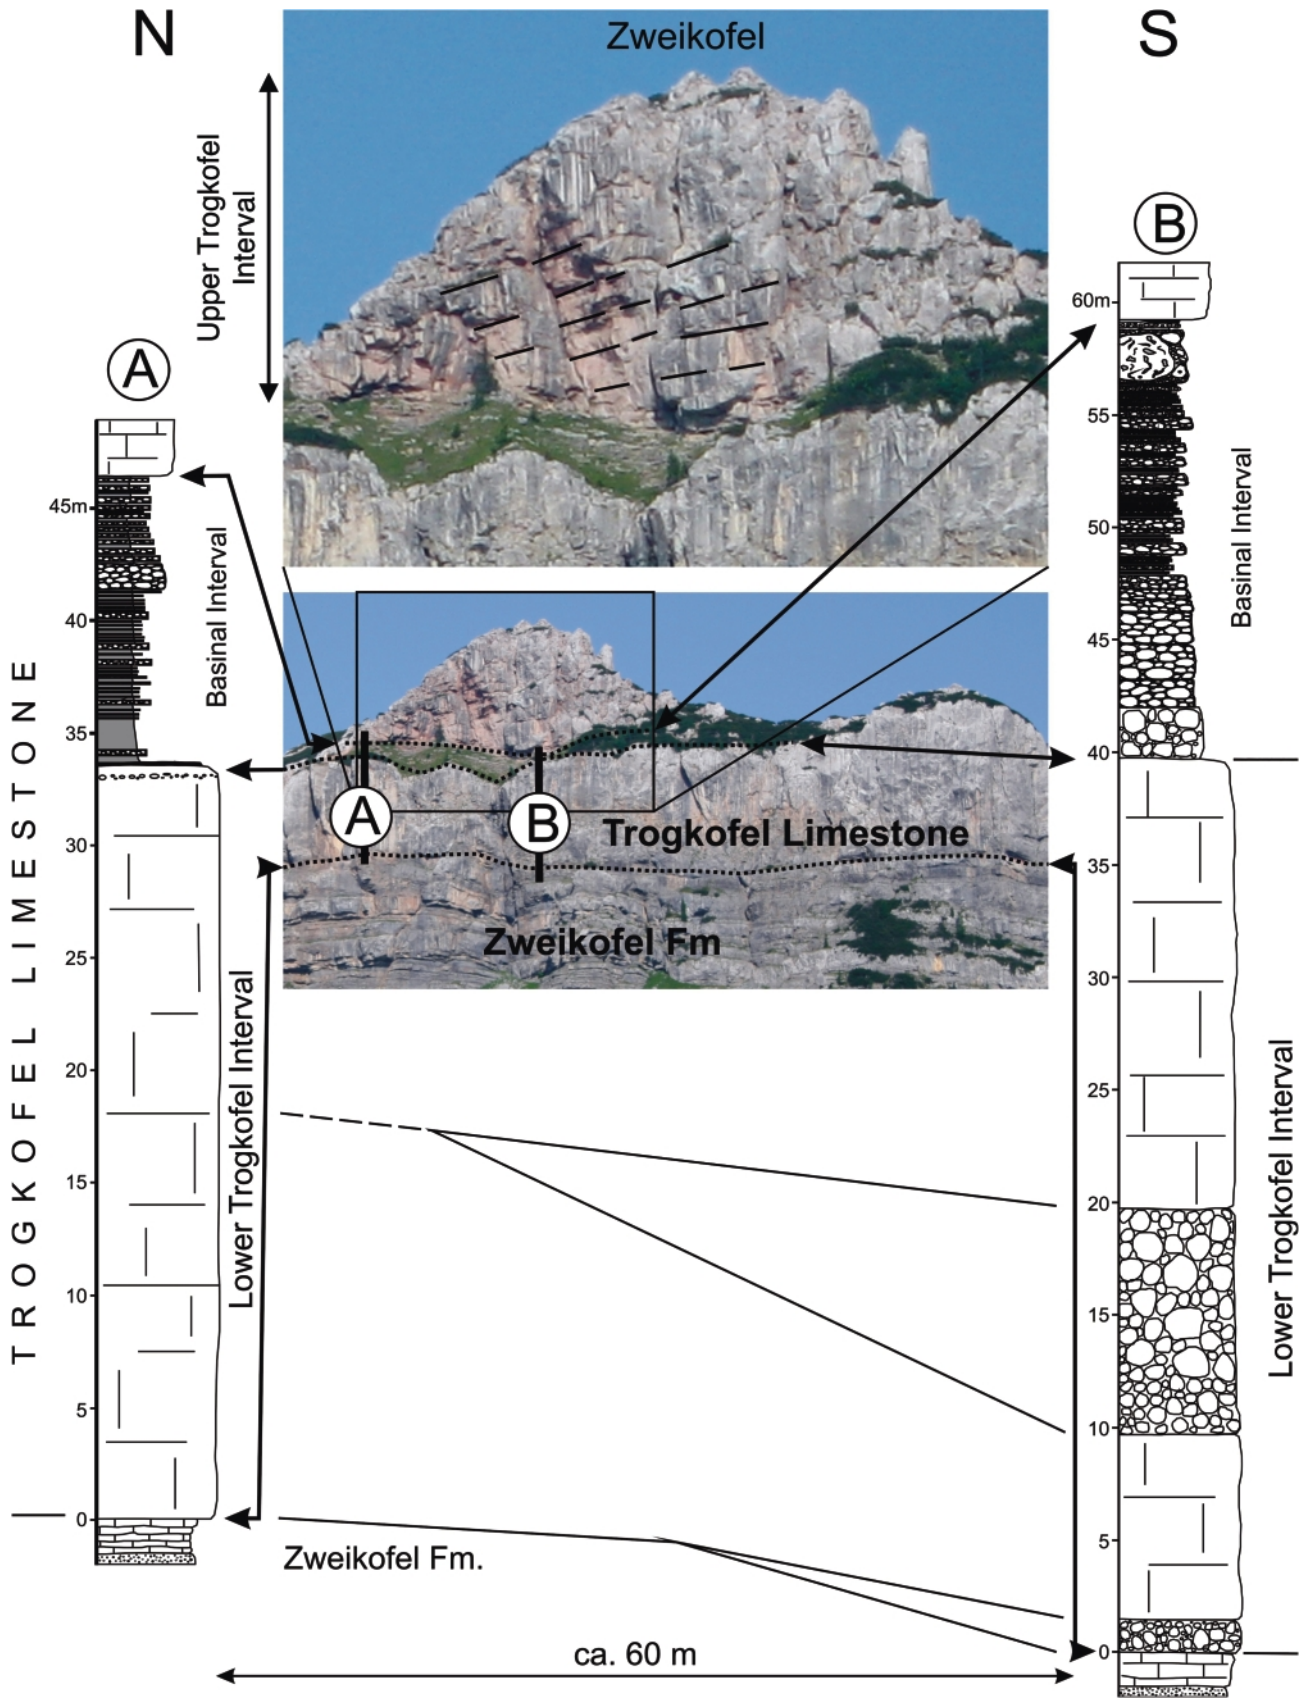 N
Zweikofel
S
Upper Trogkofel
Interval
A
B
TROGKOFEL LIMESTONE
45m
40
35
30
25
20
15
10
5
0
Basinal Interval
Lower Trogkofel Interval
A
B
Trogkofel Limestone
Zweikofel Fm
Zweikofel Fm.
ca. 60 m
60m
55
50
45
40
35
30
25
20
15
10
5
0
Basinal Interval
Lower Trogkofel Interval